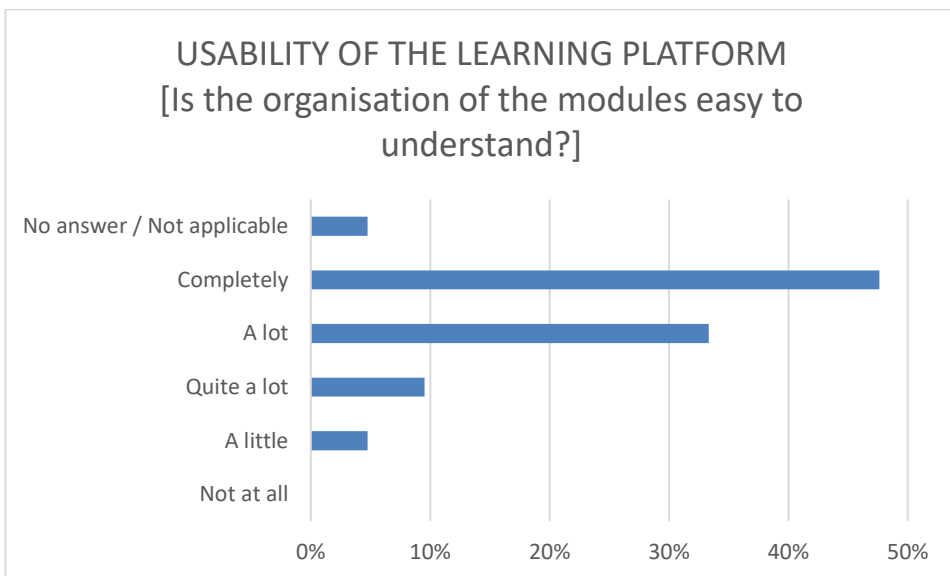 USABILITY OF THE LEARNING PLATFORM
[Is the organisation of the modules easy to
understand?]
No answer / Not applicable
Completely
A lot
Quite a lot
A little
Not at all
0% 10% 20% 30% 40% 50%